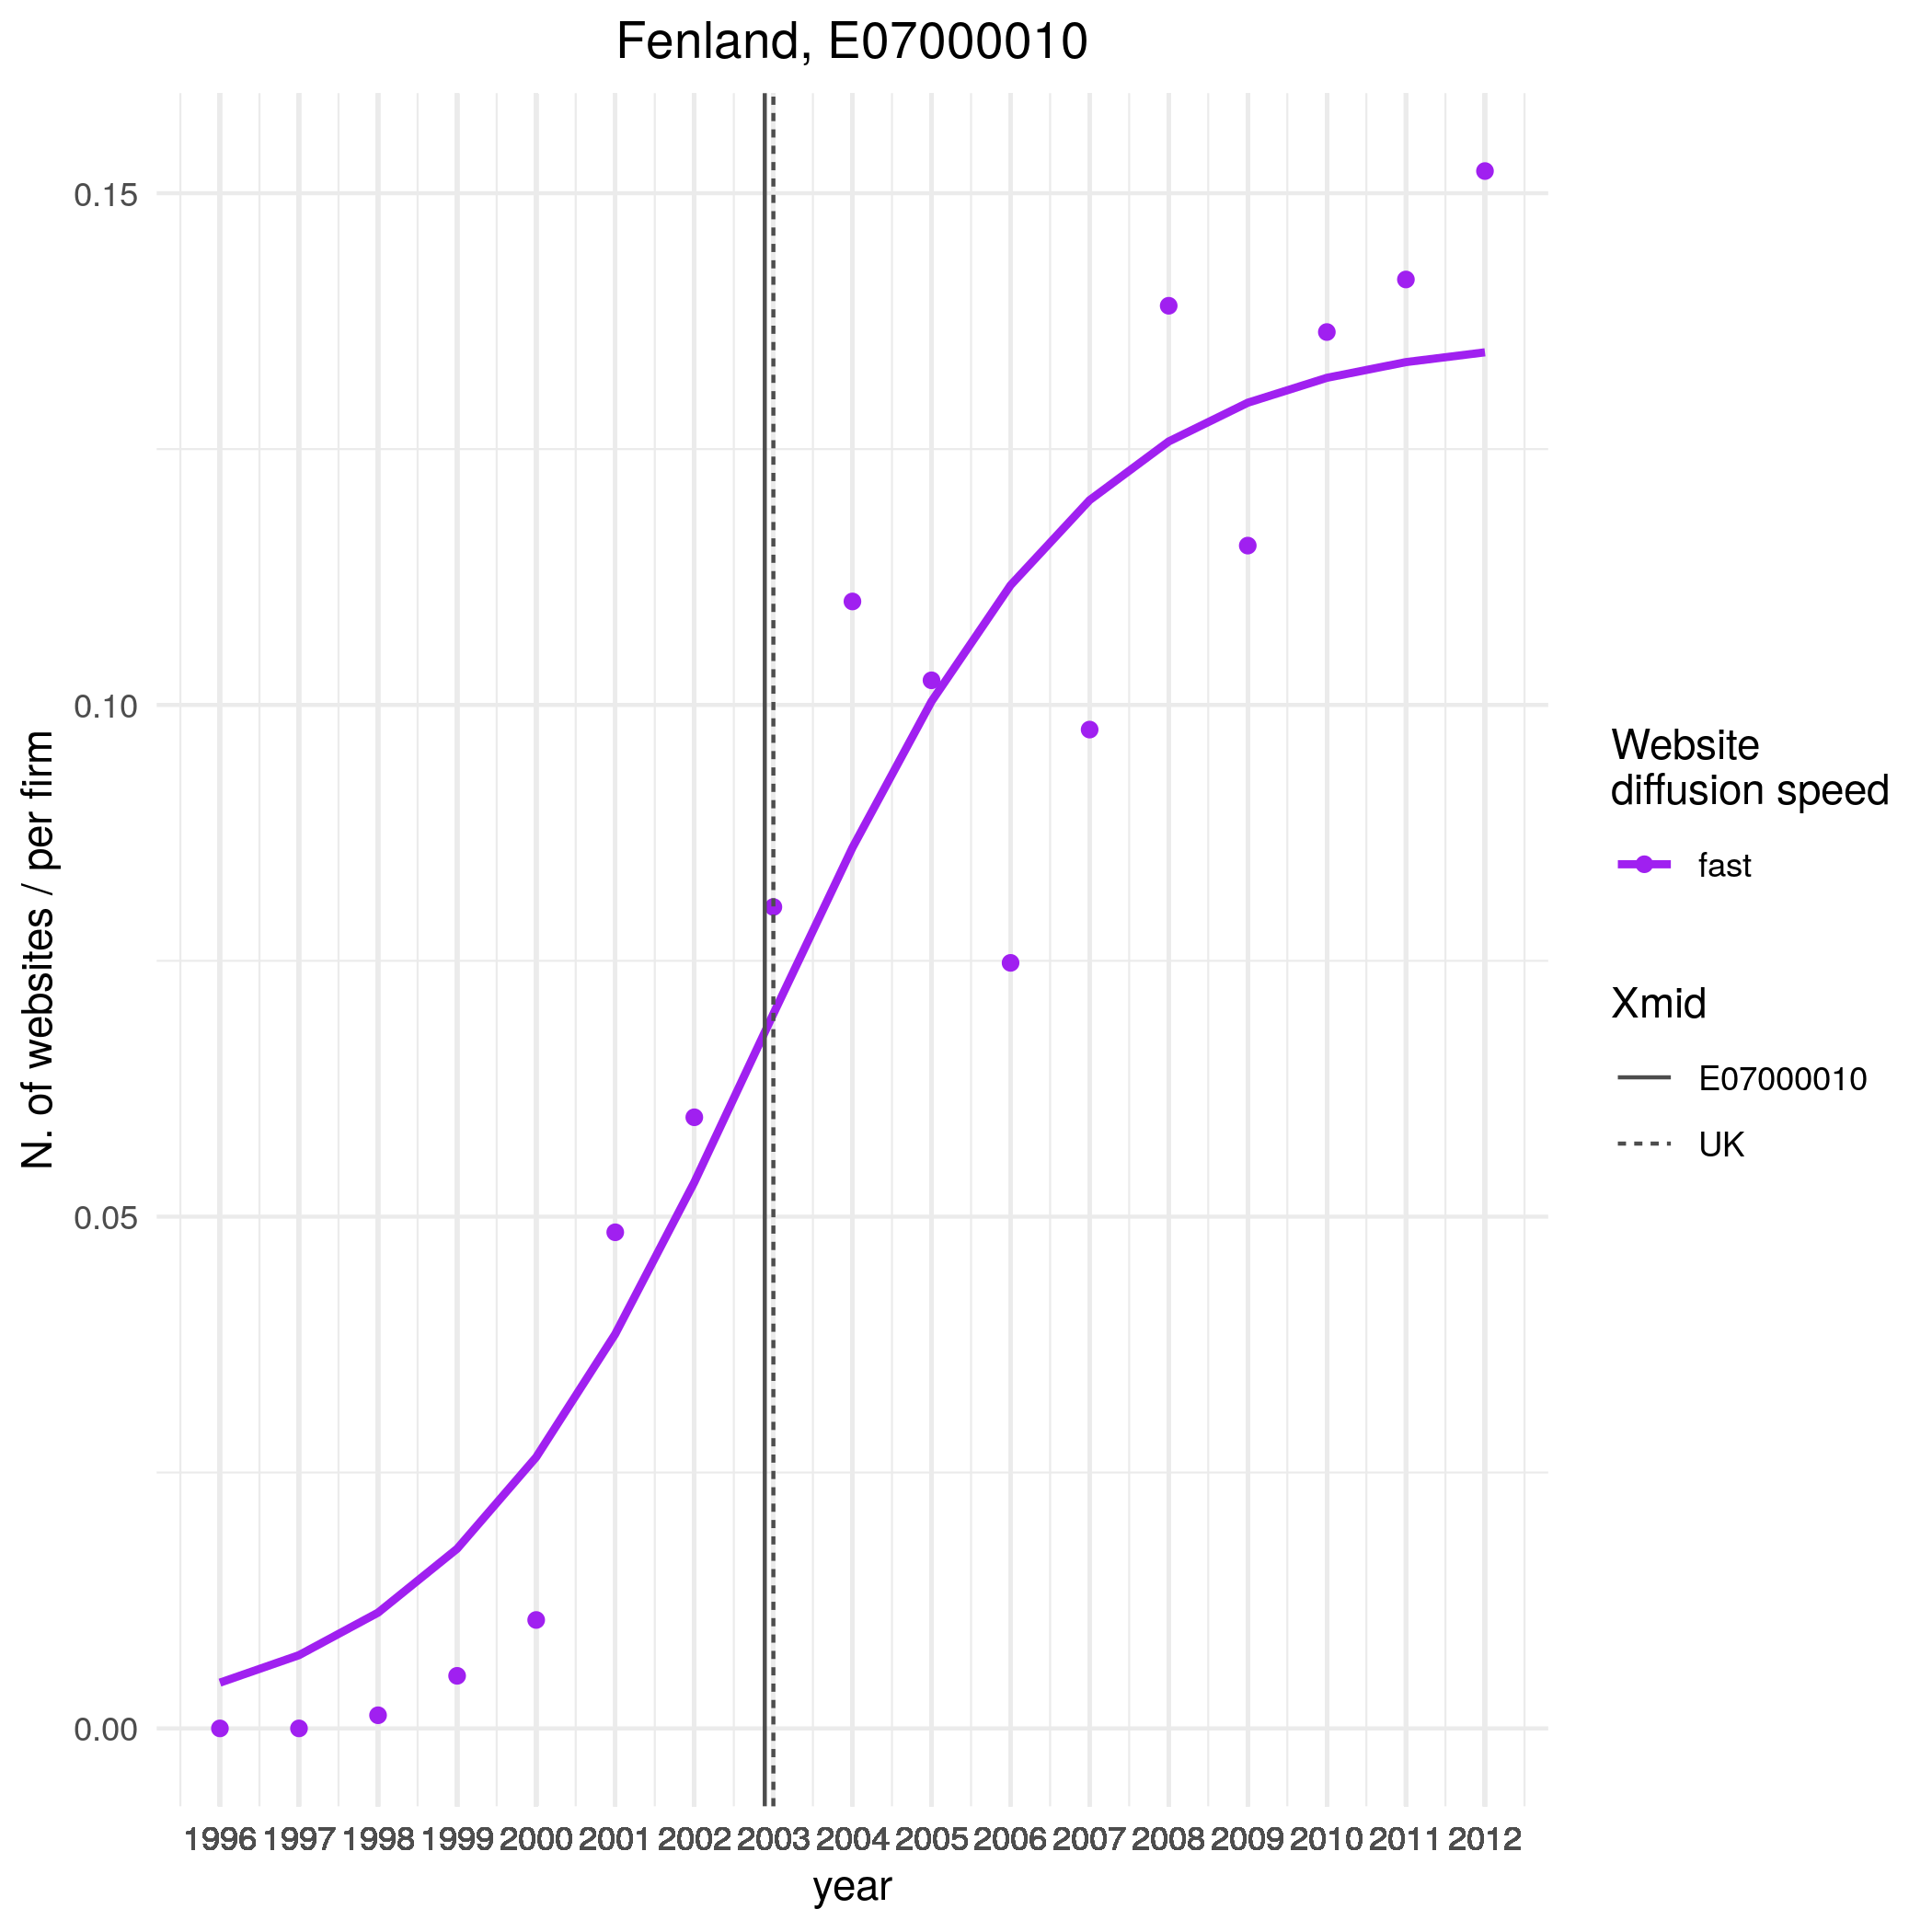 Fenland, E07000010
0.15
0.10
0.05
0.00
N. of websites / per firm
1996 1997 1998 1999 2000 2001 2002 2003 2004 2005 2006 2007 2008 2009 2010 2011 2012
year
Website
diffusion speed
fast
Xmid
E07000010
UK